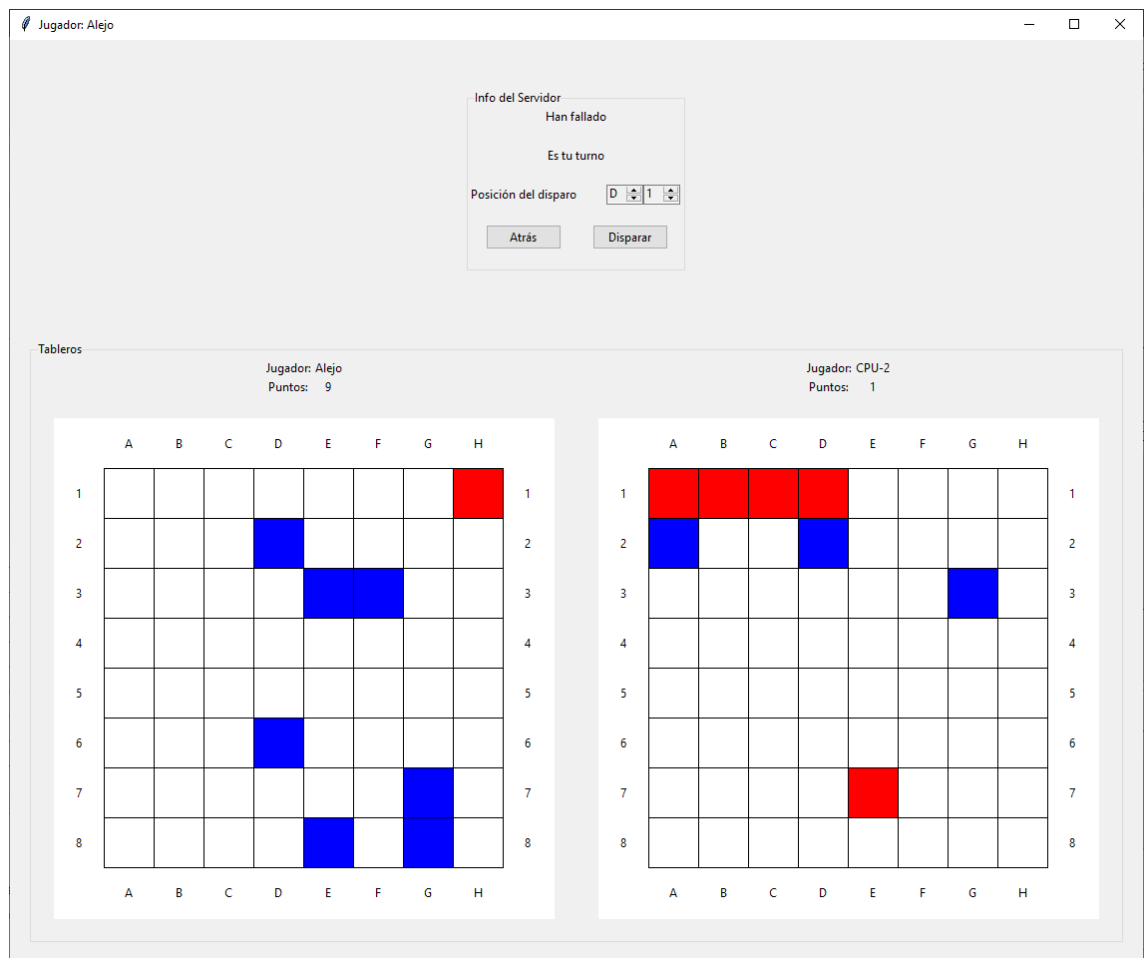 Jugador: Alejo
Info del Servidor
Han fallado
Es tu turno
Posición del disparo D 1
Atrás Disparar
Tableros
Jugador: Alejo
Puntos: 9
A B C D E F G H
1 1
2 2
3 3
4 4
5 5
6 6
7 7
8 8
A B C D E F G H
Jugador: CPU-2
Puntos: 1
A B C D E F G H
1 1
2 2
3 3
4 4
5 5
6 6
7 7
8 8
A B C D E F G H